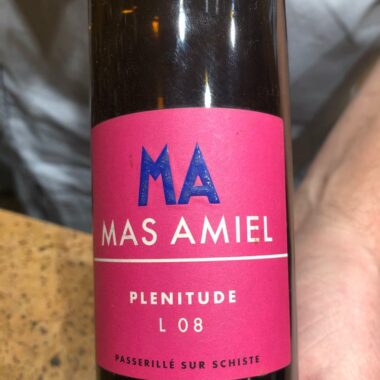 MA
MAS AMIEL
PLENITUDE
L 08
PASSERILLÉ SUR SCHISTE